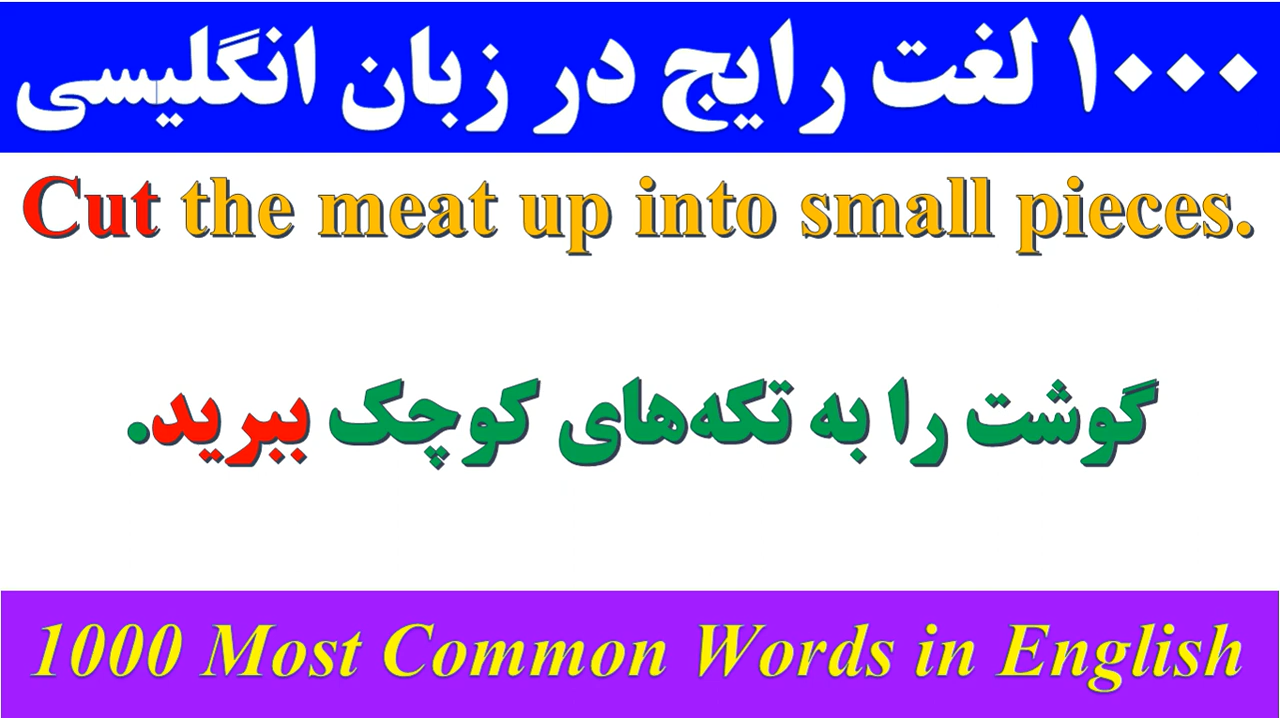 ۱۰۰۰ لغت رایج در زبان انگلیسی
Cut the meat up into small pieces.
گوشت را به تکه‌های کوچک ببرید.
1000 Most Common Words in English